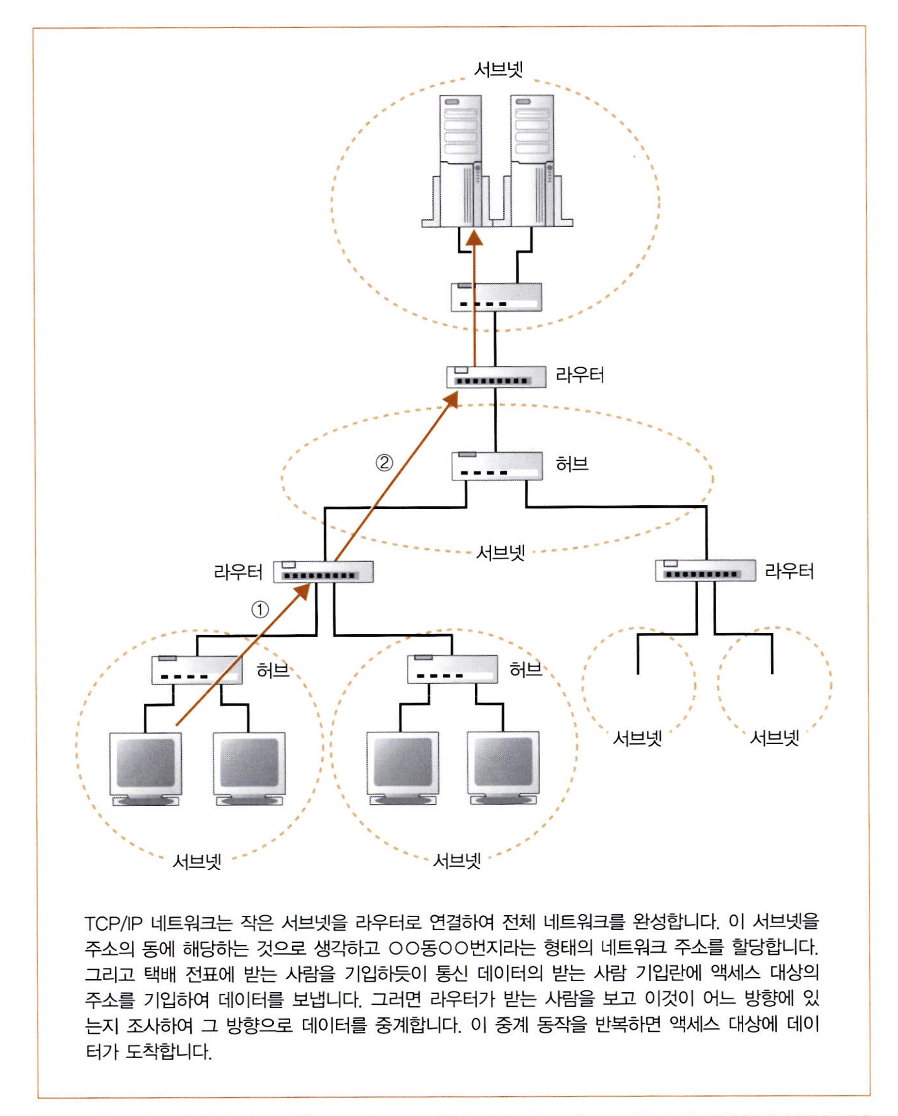 서브넷
라우터
②
허브
서브넷
라우터
라우터
①
허브
허브
서브넷
서브넷
서브넷
서브넷
TCP/IP 네트워크는 작은 서브넷을 라우터로 연결하여 전체 네트워크를 완성합니다. 이 서브넷을
주소의 동에 해당하는 것으로 생각하고 ○○동○○번지라는 형태의 네트워크 주소를 할당합니다.
그리고 택배 전표에 받는 사람을 기입하듯이 통신 데이터의 받는 사람 기입란에 액세스 대상의
주소를 기입하여 데이터를 보냅니다. 그러면 라우터가 받는 사람을 보고 이것이 어느 방향에 있
는지 조사하여 그 방향으로 데이터를 중계합니다. 이 중계 동작을 반복하면 액세스 대상에 데이
터가 도착합니다.